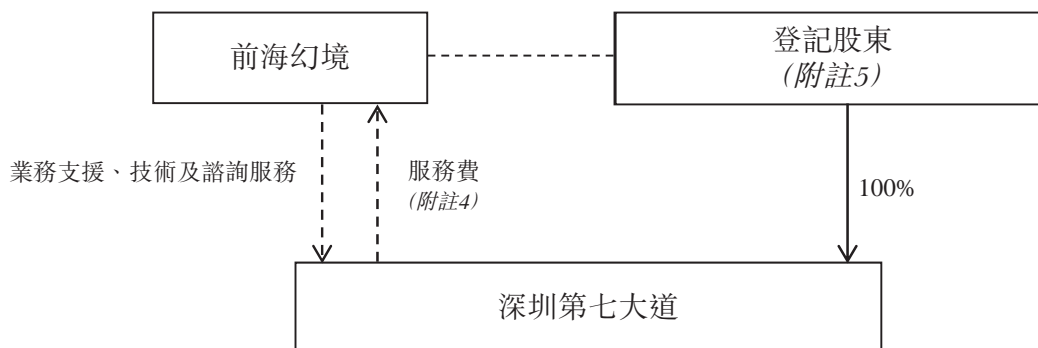 前海幻境
登記股東
(附註5)
業務支援、技術及諮詢服務
服務費
(附註4)
100%
深圳第七大道